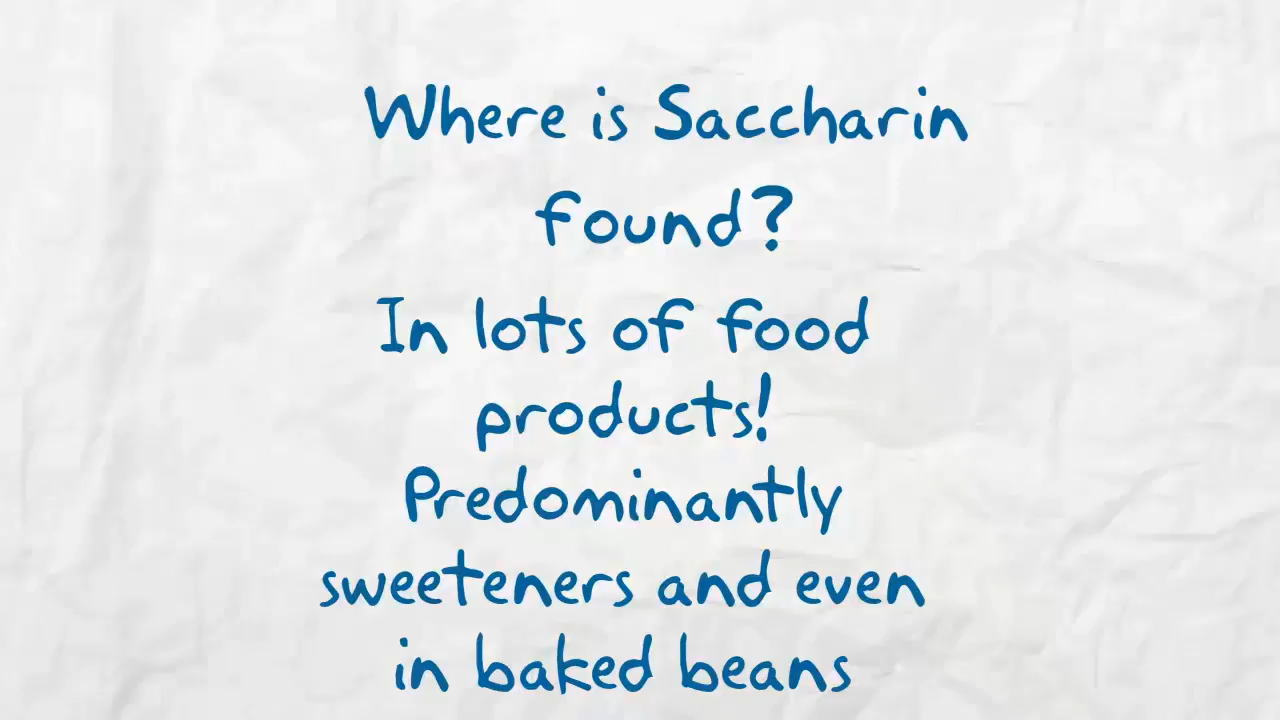 Where is Saccharin
found?
In lots of food
products!
Predominantly
sweeteners and even
in baked beans